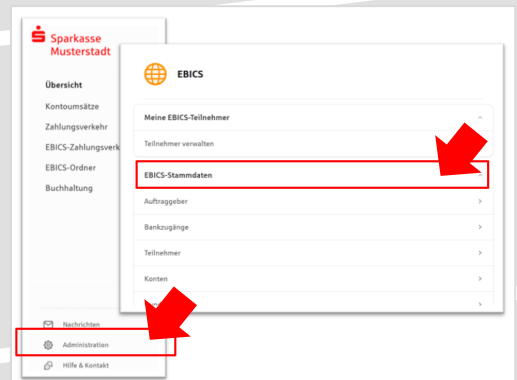 Sparkasse
Musterstadt
Übersicht
Kontoumsätze
Zahlungsverkehr
EBICS-Zahlungsverk
EBICS-Ordner
Buchhaltung
Nachrichten
Administration
Hilfe & Kontakt
EBICS
Meine EBICS-Teilnehmer
Teilnehmer verwalten
EBICS-Stammdaten
Auftraggeber
Bankzugänge
Teilnehmer
Konten